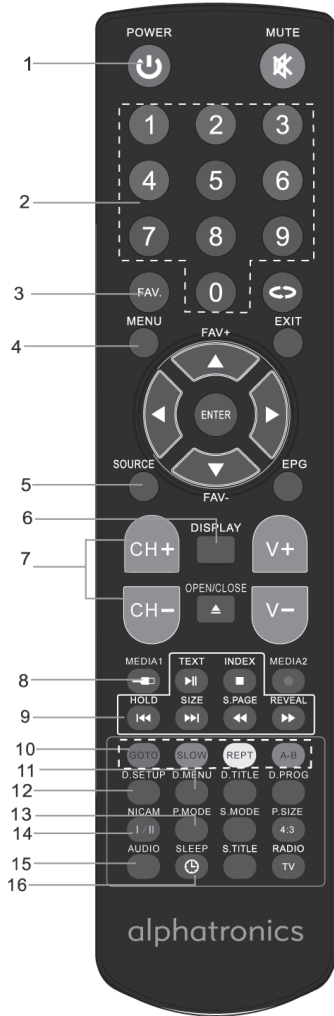 POWER MUTE
1
1 2 3
4 5 6
2
7 8 9
3 FAV. 0
MENU FAV+ EXIT
4
ENTER
SOURCE EPG
5
FAV-
6
DISPLAY
7 CH+ V+
OPEN/CLOSE
CH- V-
MEDIA1 TEXT INDEX MEDIA2
8
HOLD SIZE S.PAGE REVEAL
9
10 GOTO SLOW REPT A-B
11
D.SETUP D.MENU D.TITLE D.PROG
12
13
NICAM P.MODE S.MODE P.SIZE
14 I/II 4:3
AUDIO SLEEP S.TITLE RADIO
15 TV
16
alphatronics